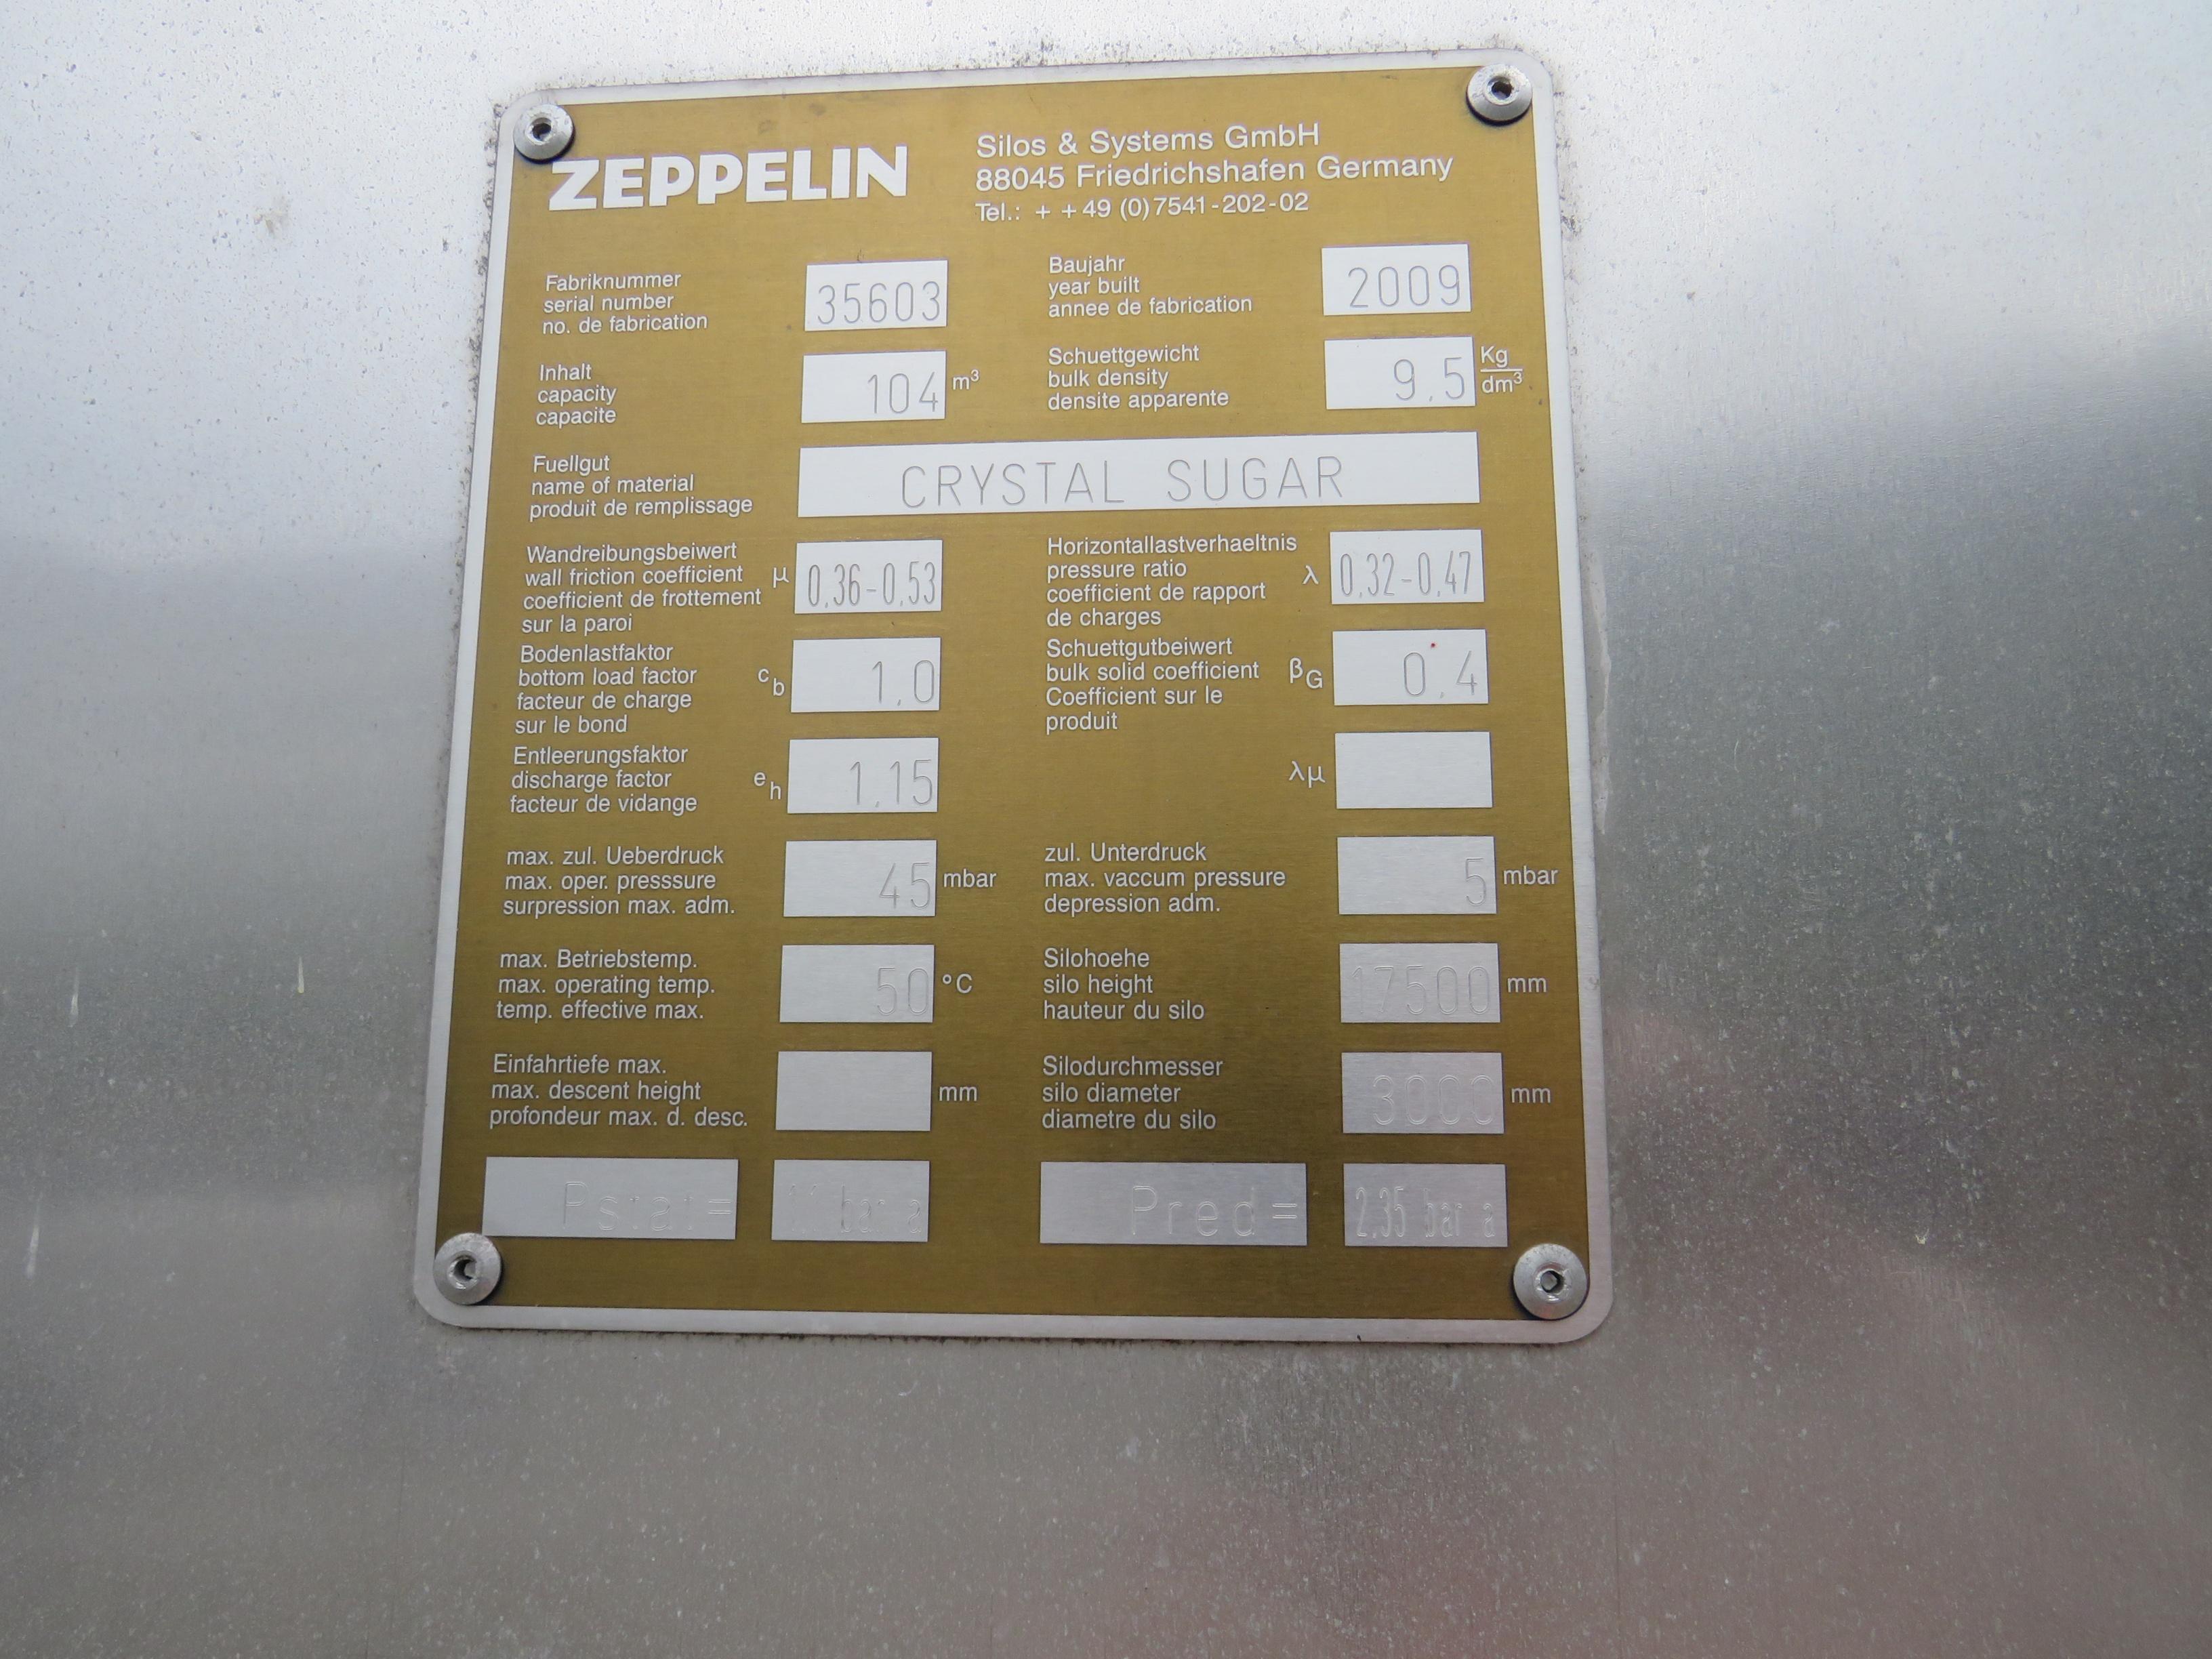 ZEPPELIN
Silos & Systems GmbH
88045 Friedrichshafen Germany
Tel.: + + 49 (0) 7541 - 202 - 02
Fabriknummer
serial number
no. de fabrication
35603
Baujahr
year built
annee de fabrication
2009
Inhalt
capacity
capacite
104 m³
Schuettgewicht
bulk density
densite apparente
9.5 Kg/dm³
Fuellgut
name of material
produit de remplissage
CRYSTAL SUGAR
Wandreibungsbeiwert
wall friction coefficient
coefficient de frottement
sur la paroi
µ 0.36-0.53
Horizontallastverhaeltnis
pressure ratio
coefficient de rapport
de charges
λ 0.32-0.47
Bodenlastfaktor
bottom load factor
facteur de charge
sur le bond
c_b 1.0
Schuettgutbeiwert
bulk solid coefficient
Coefficient sur le
produit
β_G 0.4
Entleerungsfaktor
discharge factor
facteur de vidange
e_h 1.15
λµ
max. zul. Ueberdruck
max. oper. presssure
surpression max. adm.
45 mbar
zul. Unterdruck
max. vaccum pressure
depression adm.
5 mbar
max. Betriebstemp.
max. operating temp.
temp. effective max.
50 °C
Silohoehe
silo height
hauteur du silo
17500 mm
Einfahrtiefe max.
max. descent height
profondeur max. d. desc.
mm
Silodurchmesser
silo diameter
diametre du silo
3000 mm
Pstat=
bar a
Pred=
2.35 bar a